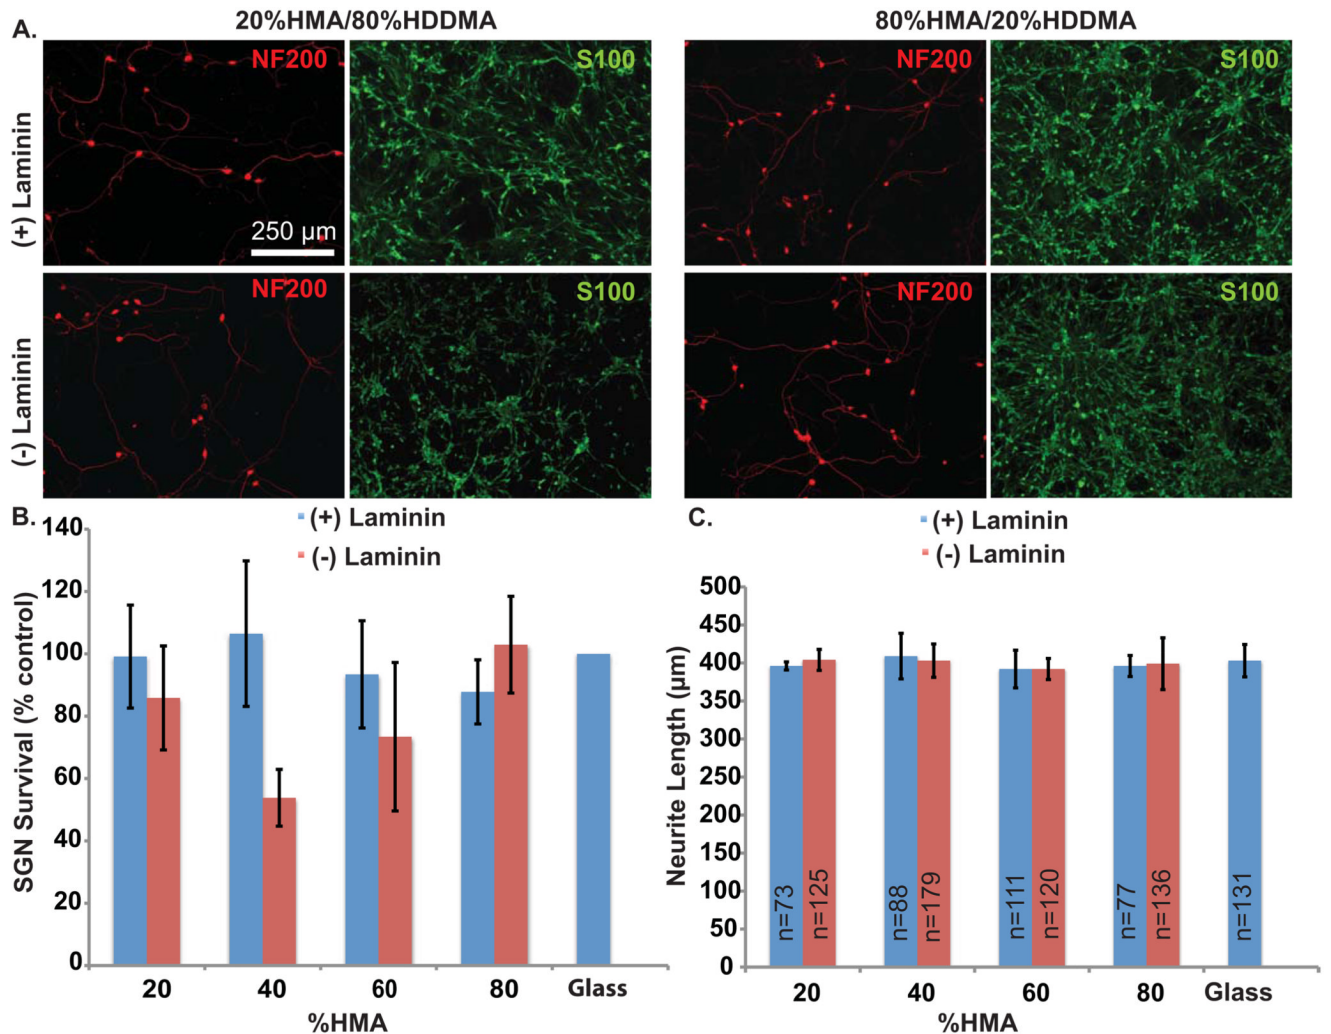 A.
20%HMA/80%HDDMA
80%HMA/20%HDDMA
(+) Laminin
NF200
S100
NF200
S100
250 µm
(-) Laminin
NF200
S100
NF200
S100
B.
(+) Laminin
(-) Laminin
SGN Survival (% control)
140
120
100
80
60
40
20
0
20 40 60 80 Glass
%HMA
C.
(+) Laminin
(-) Laminin
Neurite Length (µm)
500
450
400
350
300
250
200
150
100
50
0
n=73
n=125
n=88
n=179
n=111
n=120
n=77
n=136
n=131
20 40 60 80 Glass
%HMA